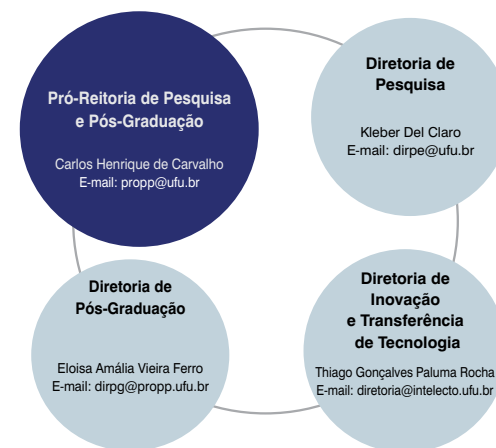 Pró-Reitoria de Pesquisa
e Pós-Graduação
Carlos Henrique de Carvalho
E-mail: propp@ufu.br
Diretoria de
Pesquisa
Kleber Del Claro
E-mail: dirpe@ufu.br
Diretoria de
Pós-Graduação
Eloisa Amália Vieira Ferro
E-mail: dirpg@propp.ufu.br
Diretoria de
Inovação
e Transferência
de Tecnologia
Thiago Gonçalves Paluma Rocha
E-mail: diretoria@intelecto.ufu.br